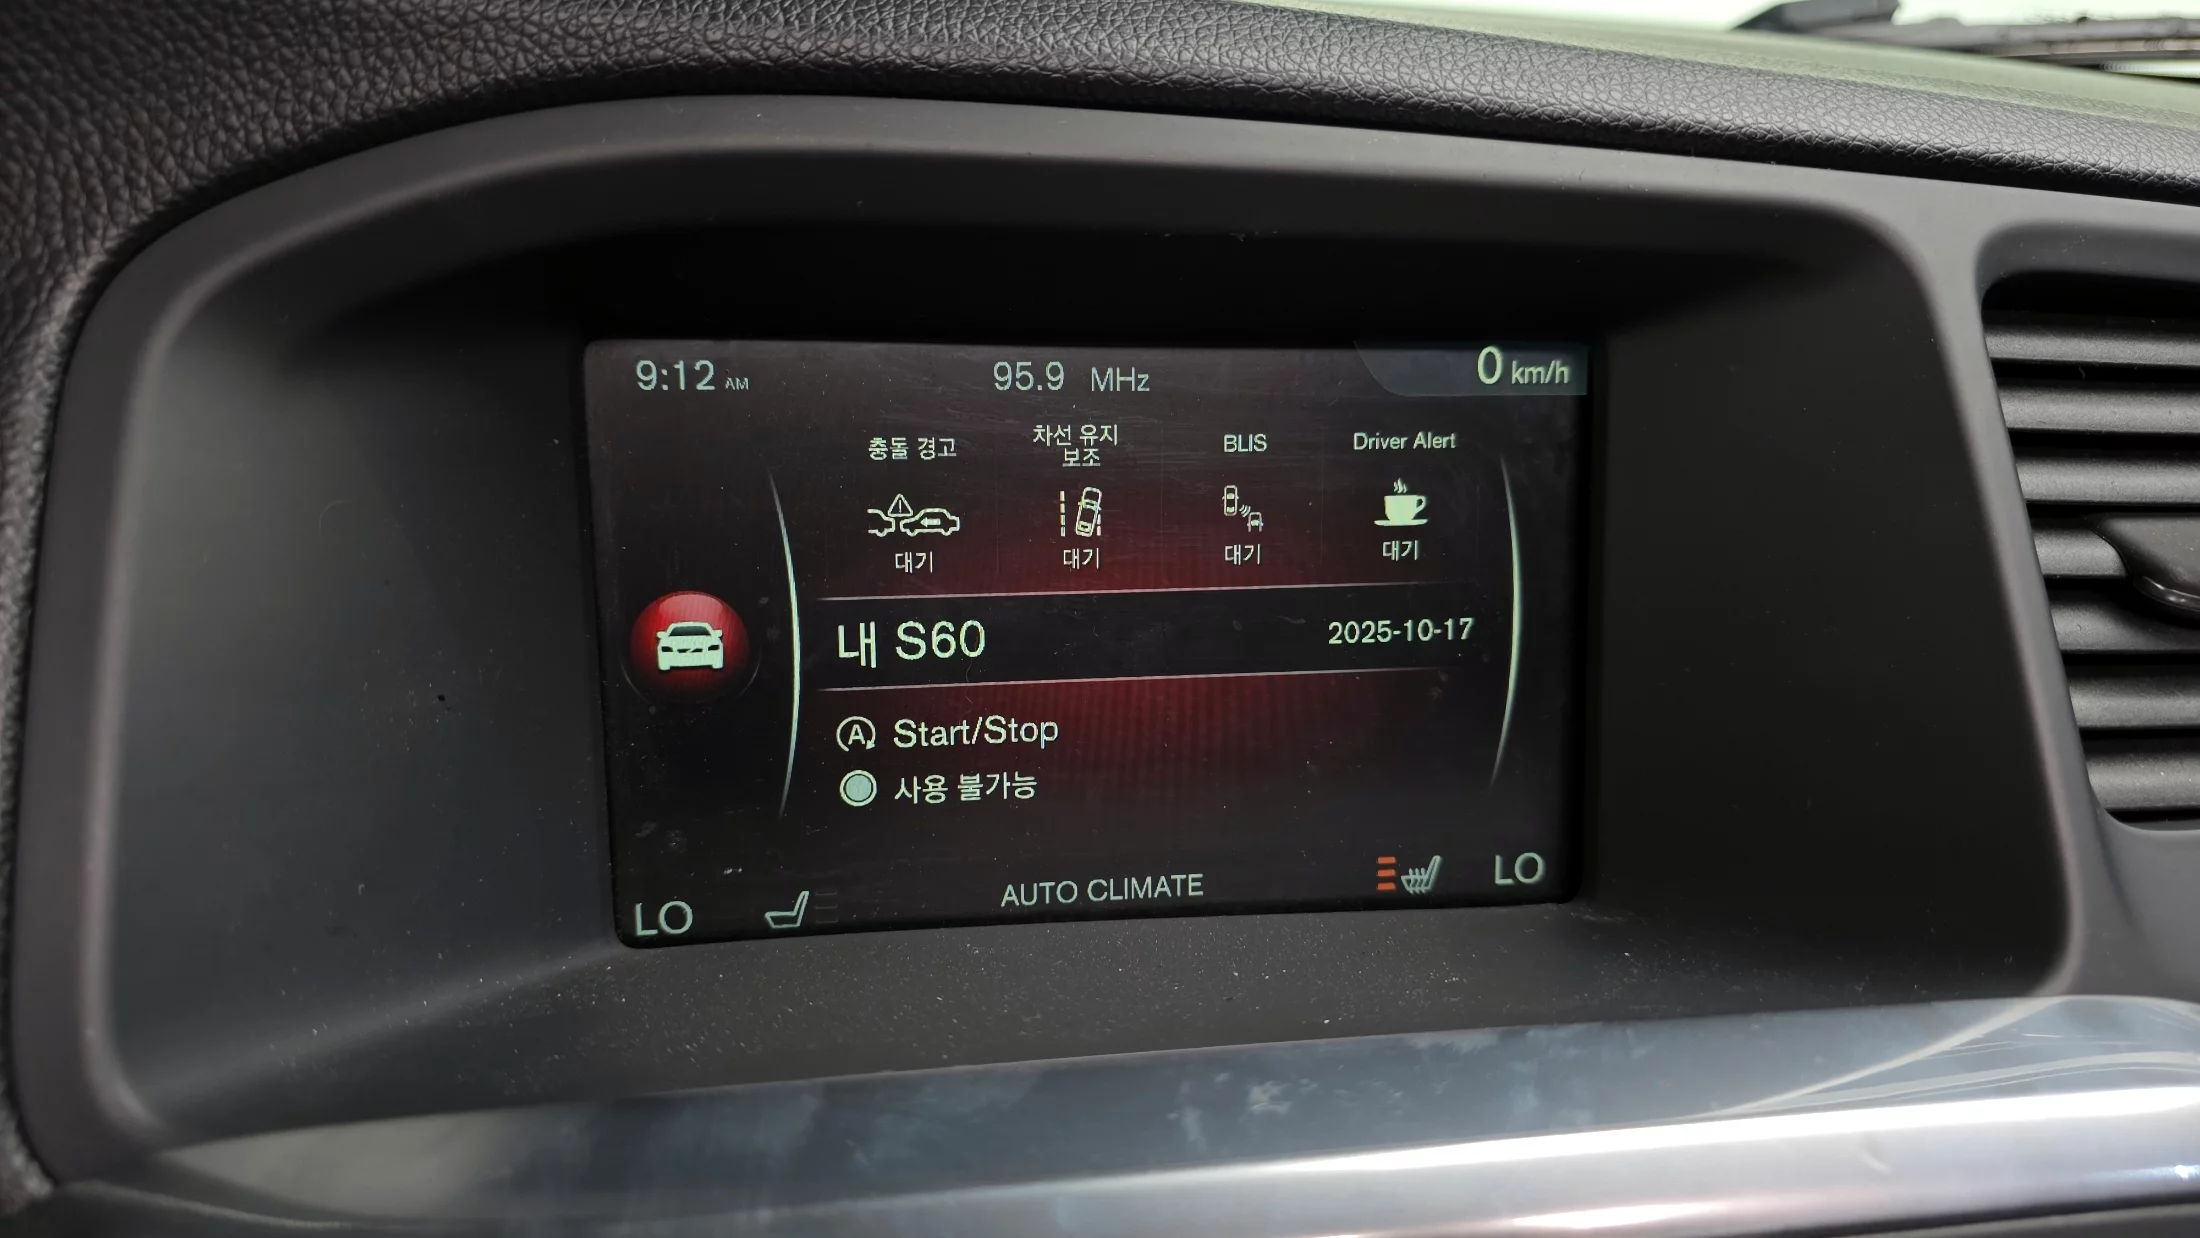 9:12 AM 95.9 MHz 0 km/h
충돌 경고 차선 유지 보조 BLIS Driver Alert
대기 대기 대기 대기
내 S60 2025-10-17
A Start/Stop
사용 불가능
LO AUTO CLIMATE LO